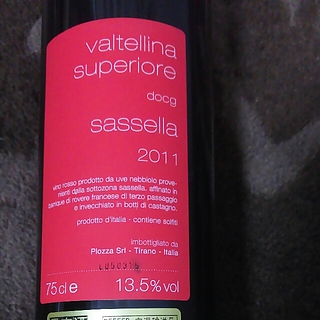 valtellina
superiore
docg
sassella
2011
vino rosso prodotto da uve nebbiolo prove-
nienti dalla sottozona sassella. affinato in
barrique di rovere francese di terzo passaggio
e invecchiato in botti di castagno.
prodotto d'italia - contiene solfiti
imbottigliato da
Plozza Srl - Tirano - Italia
75 cl e
13.5% vol